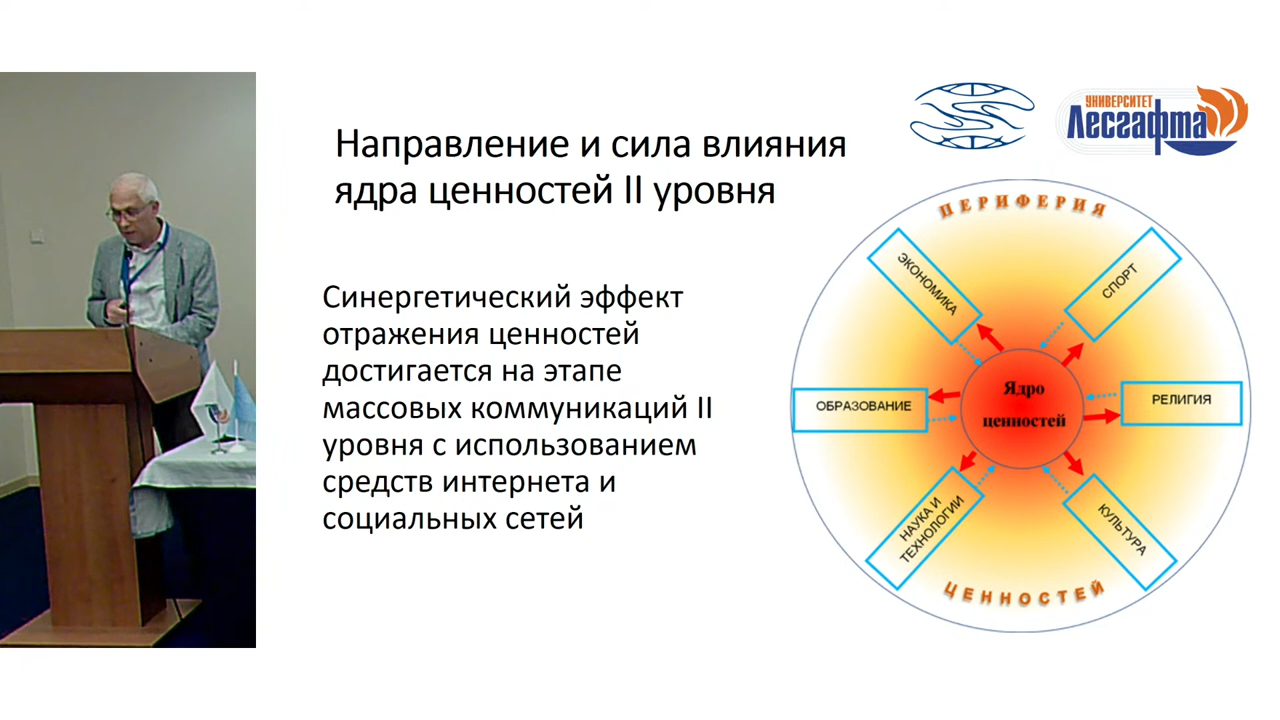 УНИВЕРСИТЕТ
Лесгафта
Направление и сила влияния
ядра ценностей II уровня
Синергетический эффект
отражения ценностей
достигается на этапе
массовых коммуникаций II
уровня с использованием
средств интернета и
социальных сетей
ПЕРИФЕРИЯ
ЭКОНОМИКА
СПОРТ
Ядро
ценностей
ОБРАЗОВАНИЕ
РЕЛИГИЯ
НАУКА И
ТЕХНОЛОГИИ
КУЛЬТУРА
ЦЕННОСТЕЙ